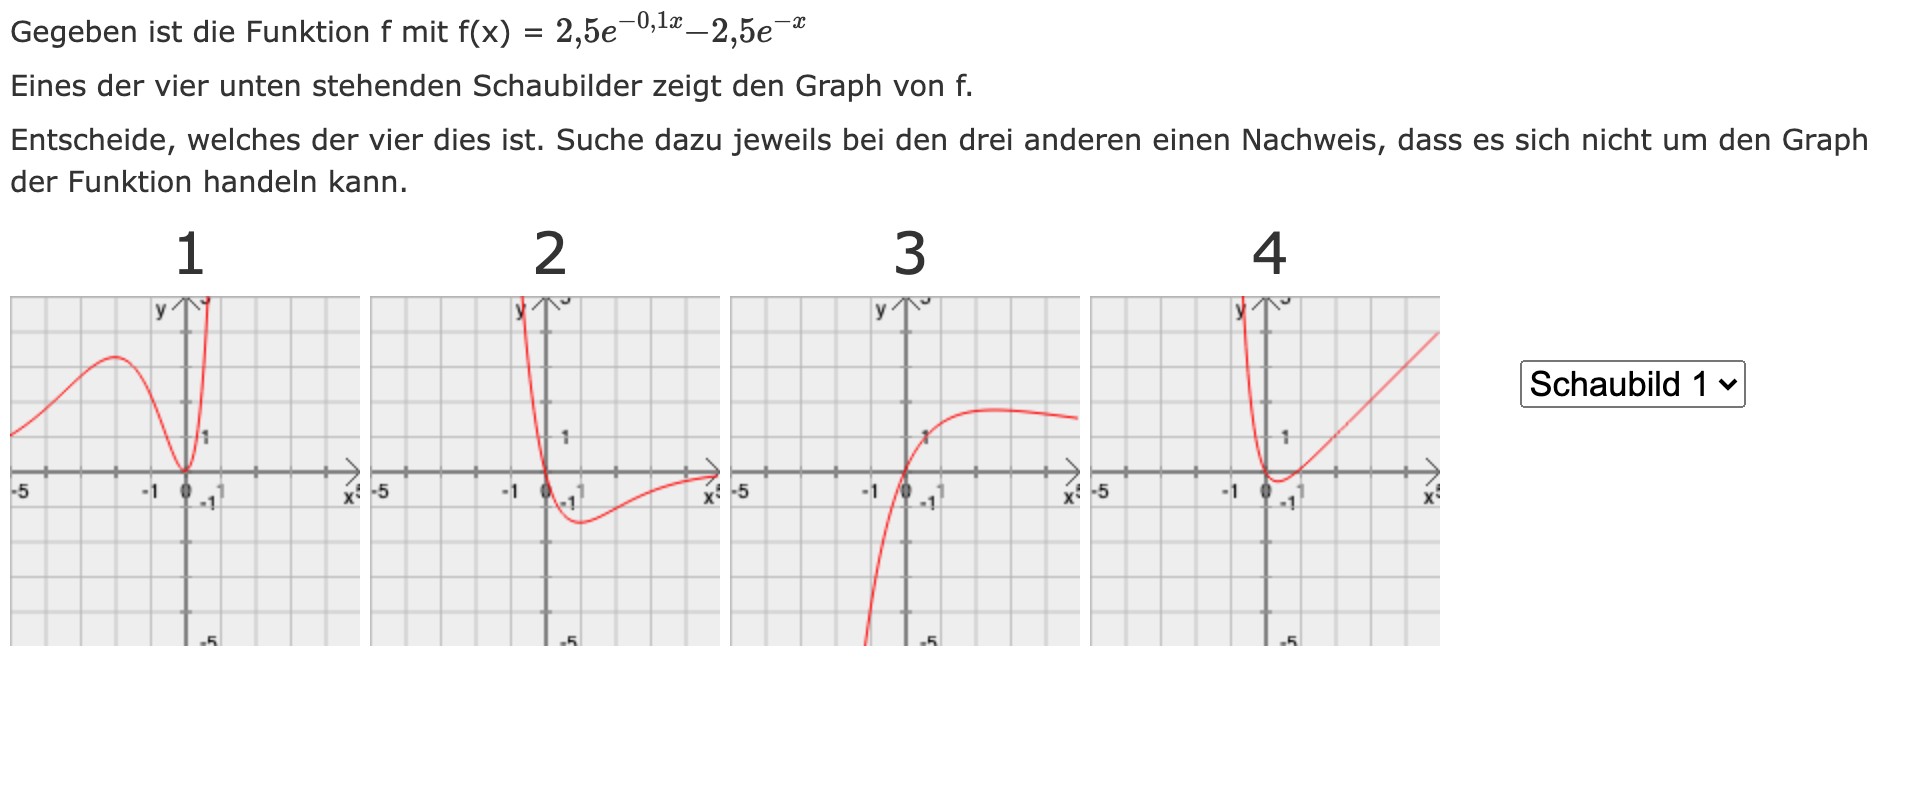 Gegeben ist die Funktion f mit f(x) = 2,5e^{−0,1x}−2,5e^{−x}
Eines der vier unten stehenden Schaubilder zeigt den Graph von f.
Entscheide, welches der vier dies ist. Suche dazu jeweils bei den drei anderen einen Nachweis, dass es sich nicht um den Graph
der Funktion handeln kann.
1 2 3 4
y y y y
1 1 1 1
-5 -1 0 1 x -5 -1 0 1 x -5 -1 0 1 x -5 -1 0 1 x
-1 -1 -1 -1
-5 -5 -5 -5
Schaubild 1